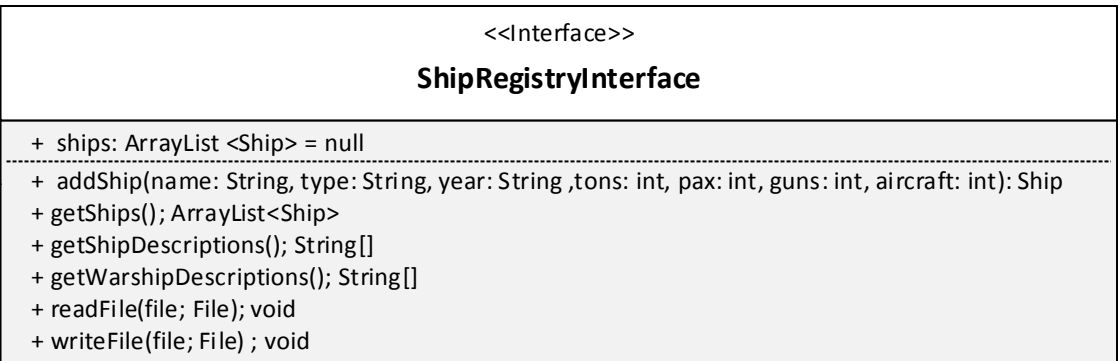 <<Interface>>
ShipRegistryInterface
+ ships: ArrayList <Ship> = null
+ addShip(name: String, type: String, year: String ,tons: int, pax: int, guns: int, aircraft: int): Ship
+ getShips(); ArrayList<Ship>
+ getShipDescriptions(); String[]
+ getWarshipDescriptions(); String[]
+ readFile(file; File); void
+ writeFile(file; File) ; void